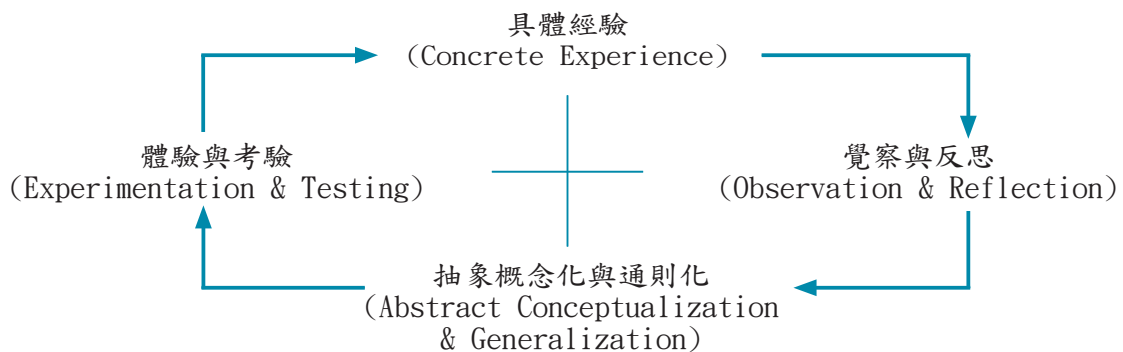 具體經驗
(Concrete Experience)
體驗與考驗
(Experimentation & Testing)
覺察與反思
(Observation & Reflection)
抽象概念化與通則化
(Abstract Conceptualization
& Generalization)